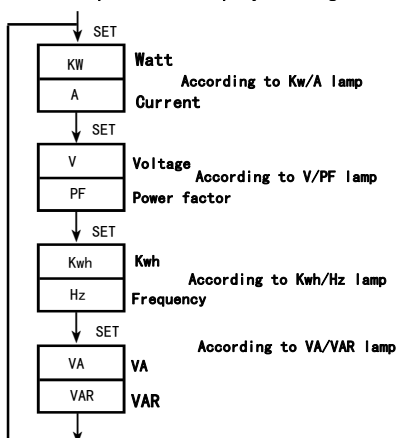 SET
KW Watt
According to Kw/A lamp
A Current
SET
V Voltage
According to V/PF lamp
PF Power factor
SET
Kwh Kwh
According to Kwh/Hz lamp
Hz Frequency
SET
According to VA/VAR lamp
VA VA
VAR VAR